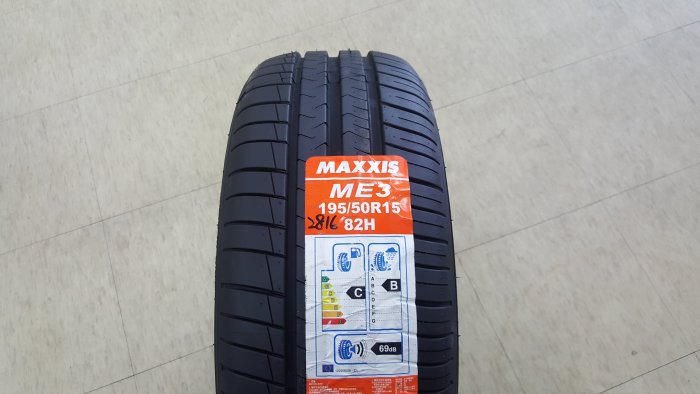 MAXXIS
ME3
195/50R15
2816 82H
C
B
A
B
C
D
E
F
G
69dB